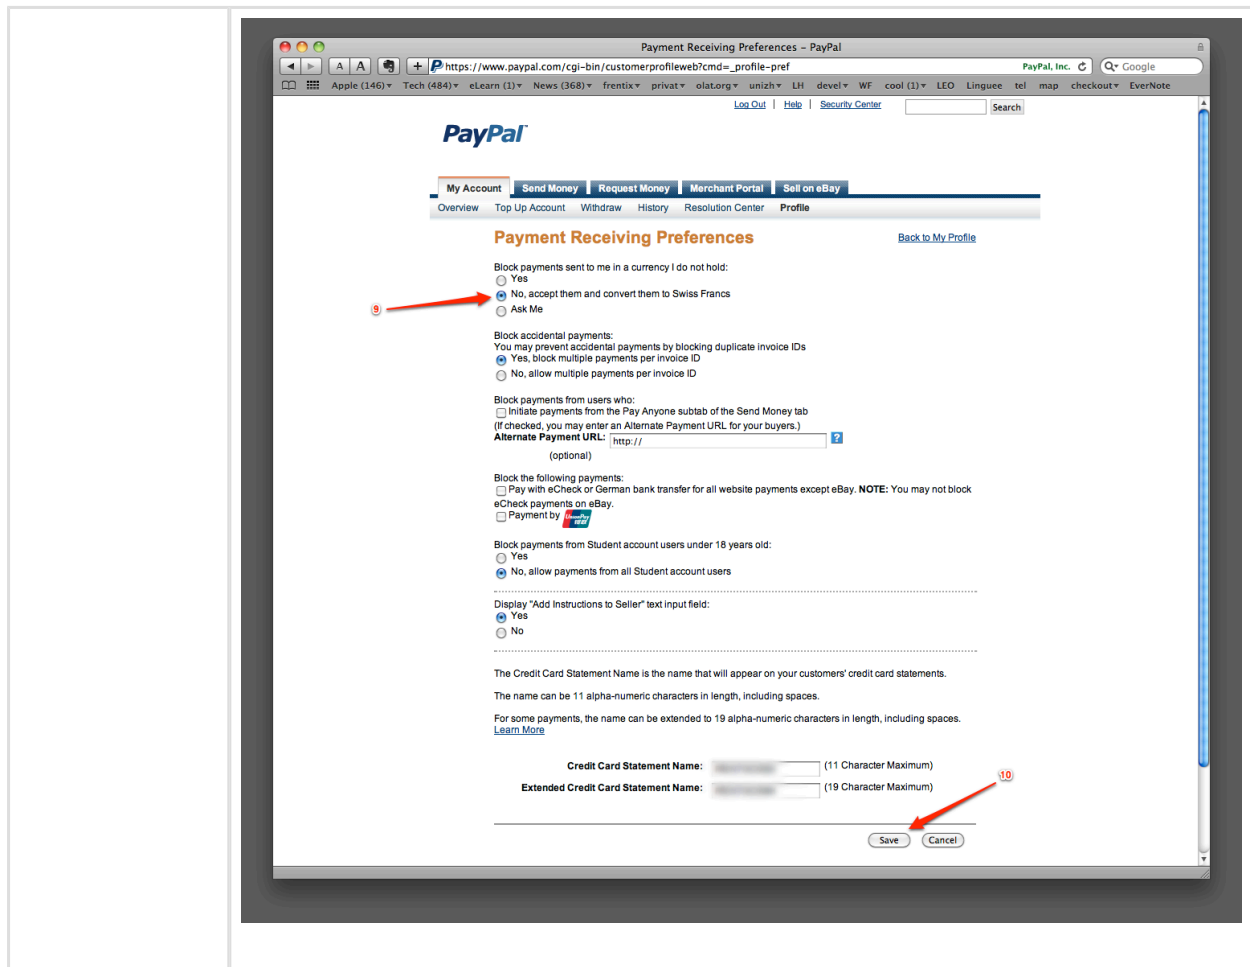 Payment Receiving Preferences – PayPal
A A + P https://www.paypal.com/cgi-bin/customerprofileweb?cmd=_profile-pref PayPal, Inc. Google
Apple (146) Tech (484) eLearn (1) News (368) frentix privat olat.org unizh LH devel WF cool (1) LEO Linguee tel map checkout EverNote
Log Out | Help | Security Center Search
PayPal
My Account Send Money Request Money Merchant Portal Sell on eBay
Overview Top Up Account Withdraw History Resolution Center Profile
Payment Receiving Preferences Back to My Profile
Block payments sent to me in a currency I do not hold:
Yes
9 No, accept them and convert them to Swiss Francs
Ask Me
Block accidental payments:
You may prevent accidental payments by blocking duplicate invoice IDs
Yes, block multiple payments per invoice ID
No, allow multiple payments per invoice ID
Block payments from users who:
Initiate payments from the Pay Anyone subtab of the Send Money tab
(If checked, you may enter an Alternate Payment URL for your buyers.)
Alternate Payment URL: http:// ?
(optional)
Block the following payments:
Pay with eCheck or German bank transfer for all website payments except eBay. NOTE: You may not block
eCheck payments on eBay.
Payment by UnionPay 银联
Block payments from Student account users under 18 years old:
Yes
No, allow payments from all Student account users
Display "Add Instructions to Seller" text input field:
Yes
No
The Credit Card Statement Name is the name that will appear on your customers' credit card statements.
The name can be 11 alpha-numeric characters in length, including spaces.
For some payments, the name can be extended to 19 alpha-numeric characters in length, including spaces.
Learn More
Credit Card Statement Name: (11 Character Maximum)
10
Extended Credit Card Statement Name: (19 Character Maximum)
Save Cancel